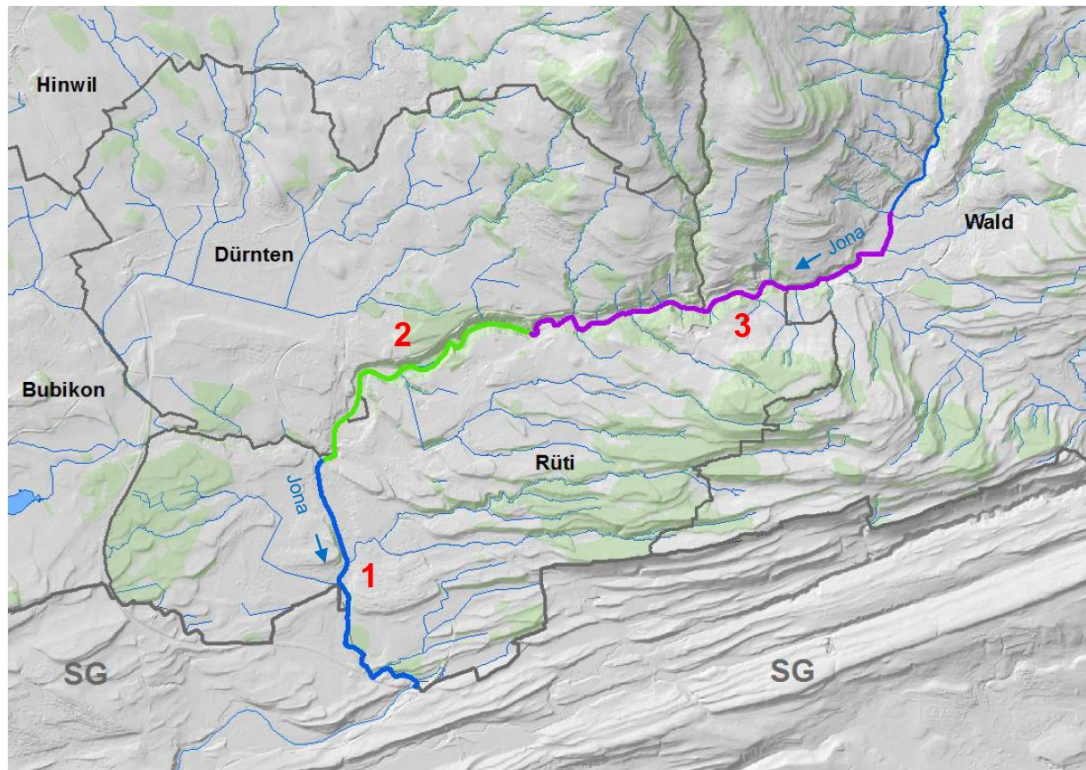 Hinwil
Wald
Jona
Dürnten
2
3
Bubikon
Rüti
Jona
1
SG
SG